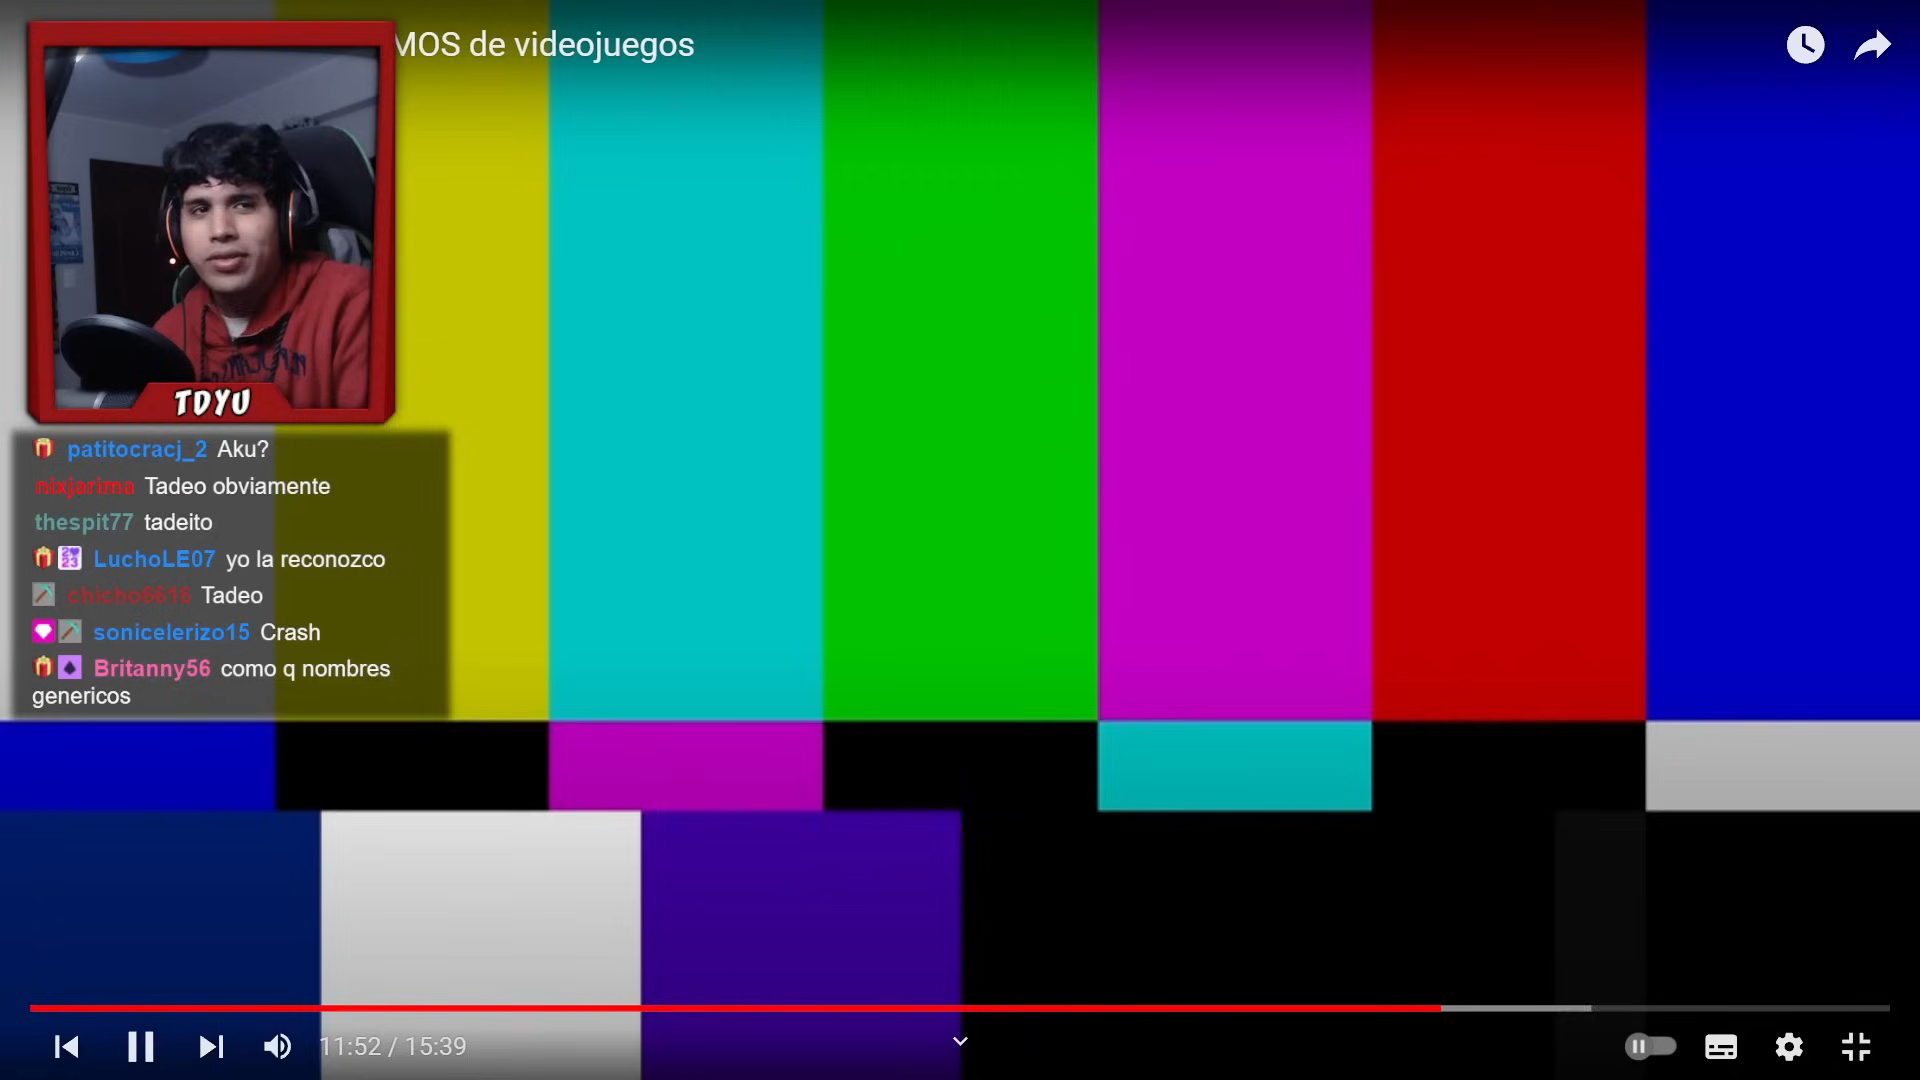 MOS de videojuegos
TDYU
patitocracj_2 Aku?
nixjarima Tadeo obviamente
thespit77 tadeito
LuchoLE07 yo la reconozco
chicho6616 Tadeo
sonicelerizo15 Crash
Britanny56 como q nombres
genericos
11:52 / 15:39